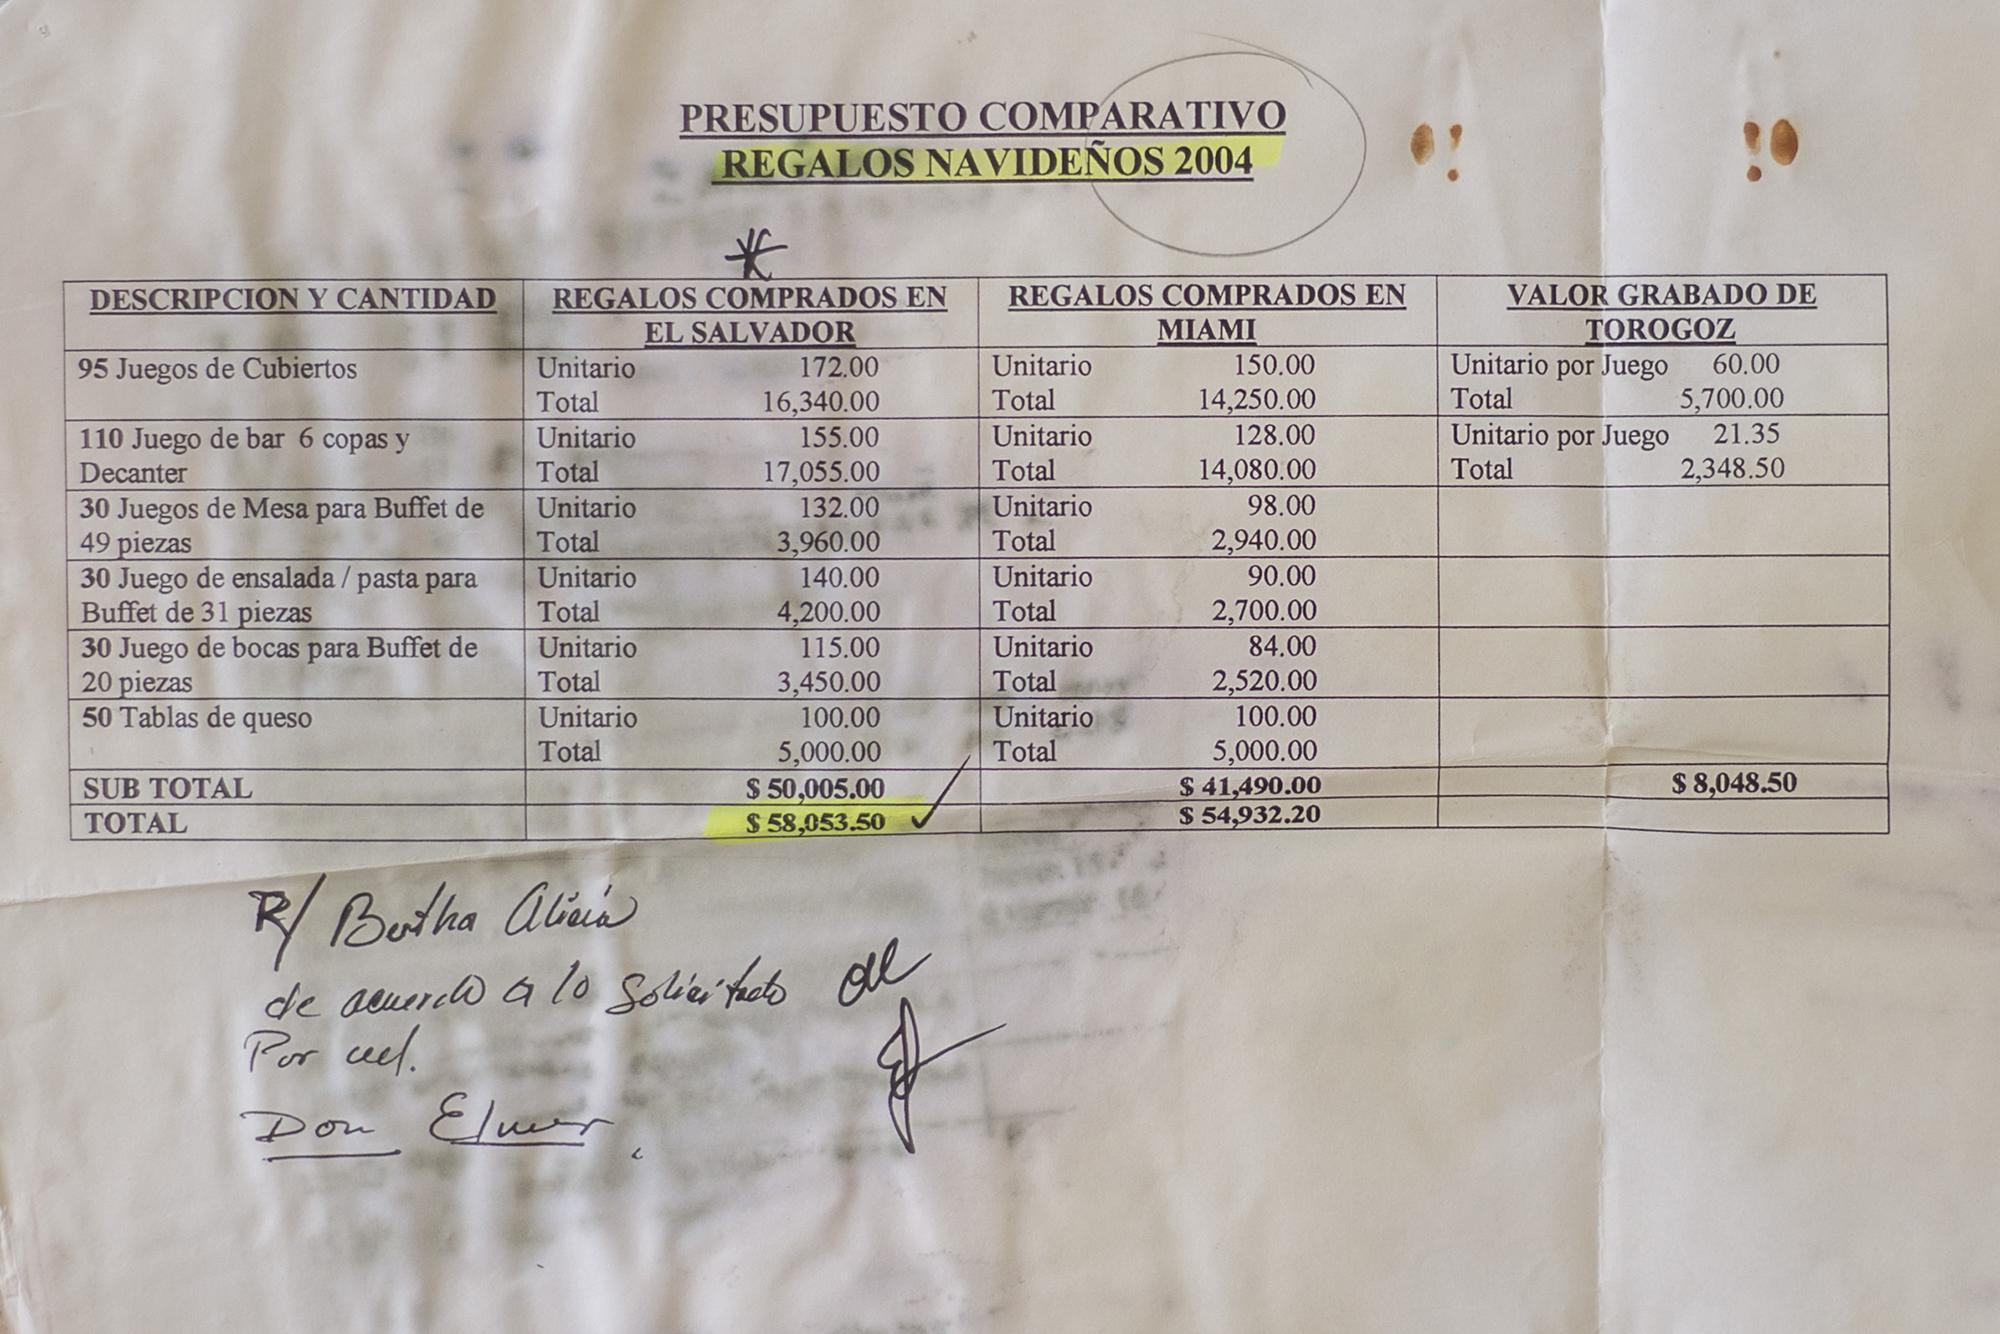 PRESUPUESTO COMPARATIVO
REGALOS NAVIDEÑOS 2004
DESCRIPCION Y CANTIDAD REGALOS COMPRADOS EN EL SALVADOR REGALOS COMPRADOS EN MIAMI VALOR GRABADO DE TOROGOZ
95 Juegos de Cubiertos Unitario 172.00 Unitario 150.00 Unitario por Juego 60.00
Total 16,340.00 Total 14,250.00 Total 5,700.00
110 Juego de bar 6 copas y Unitario 155.00 Unitario 128.00 Unitario por Juego 21.35
Decanter Total 17,055.00 Total 14,080.00 Total 2,348.50
30 Juegos de Mesa para Buffet de Unitario 132.00 Unitario 98.00
49 piezas Total 3,960.00 Total 2,940.00
30 Juego de ensalada / pasta para Unitario 140.00 Unitario 90.00
Buffet de 31 piezas Total 4,200.00 Total 2,700.00
30 Juego de bocas para Buffet de Unitario 115.00 Unitario 84.00
20 piezas Total 3,450.00 Total 2,520.00
50 Tablas de queso Unitario 100.00 Unitario 100.00
Total 5,000.00 Total 5,000.00
SUB TOTAL $ 50,005.00 $ 41,490.00 $ 8,048.50
TOTAL $ 58,053.50 $ 54,932.20
R/ Bertha Alicia
de acuerdo a lo solicitado
Por
Don Elmer.